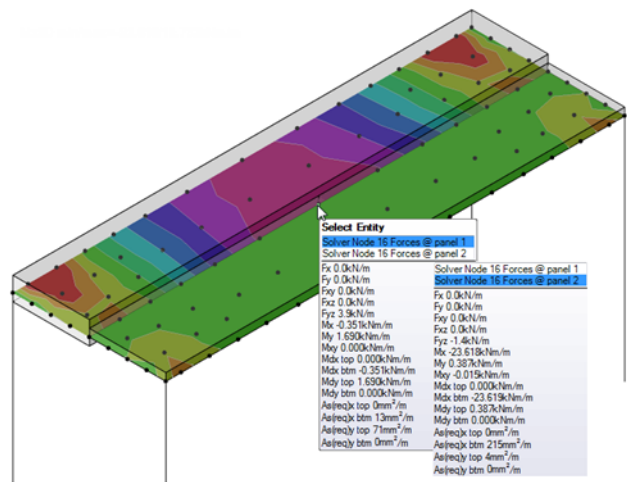 Select Entity
Solver Node 16 Forces @ panel 1
Solver Node 16 Forces @ panel 2
Fx 0.0kN/m
Fy 0.0kN/m
Fxy 0.0kN/m
Fxz 0.0kN/m
Fyz 3.9kN/m
Mx -0.351kNm/m
My 1.690kNm/m
Mxy 0.000kNm/m
Mdx top 0.000kNm/m
Mdx btm -0.351kNm/m
Mdy top 1.690kNm/m
Mdy btm 0.000kNm/m
As(req)x top 0mm²/m
As(req)x btm 13mm²/m
As(req)y top 71mm²/m
As(req)y btm 0mm²/m
Solver Node 16 Forces @ panel 1
Solver Node 16 Forces @ panel 2
Fx 0.0kN/m
Fy 0.0kN/m
Fxy 0.0kN/m
Fxz 0.0kN/m
Fyz -1.4kN/m
Mx -23.618kNm/m
My 0.387kNm/m
Mxy -0.015kNm/m
Mdx top 0.000kNm/m
Mdx btm -23.619kNm/m
Mdy top 0.387kNm/m
Mdy btm 0.000kNm/m
As(req)x top 0mm²/m
As(req)x btm 215mm²/m
As(req)y top 4mm²/m
As(req)y btm 0mm²/m